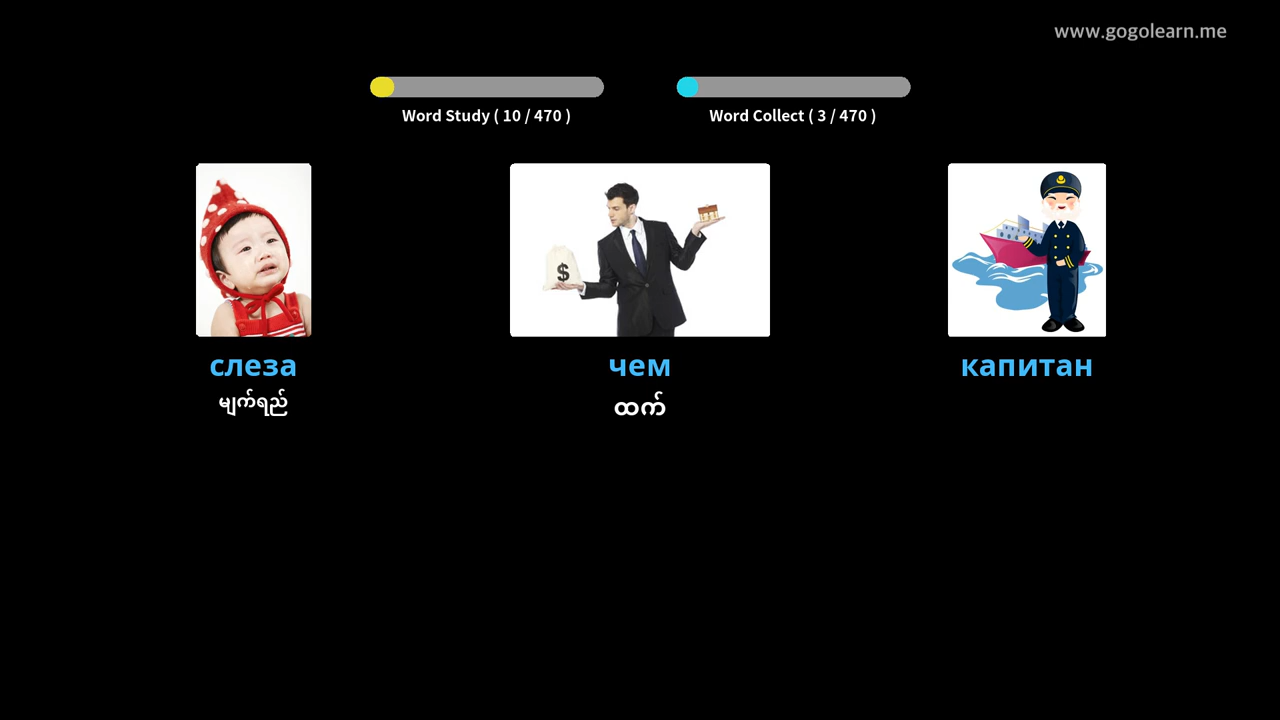 www.gogolearn.me
Word Study ( 10 / 470 )
Word Collect ( 3 / 470 )
$
слеза
чем
капитан
မျက်ရည်
ထက်